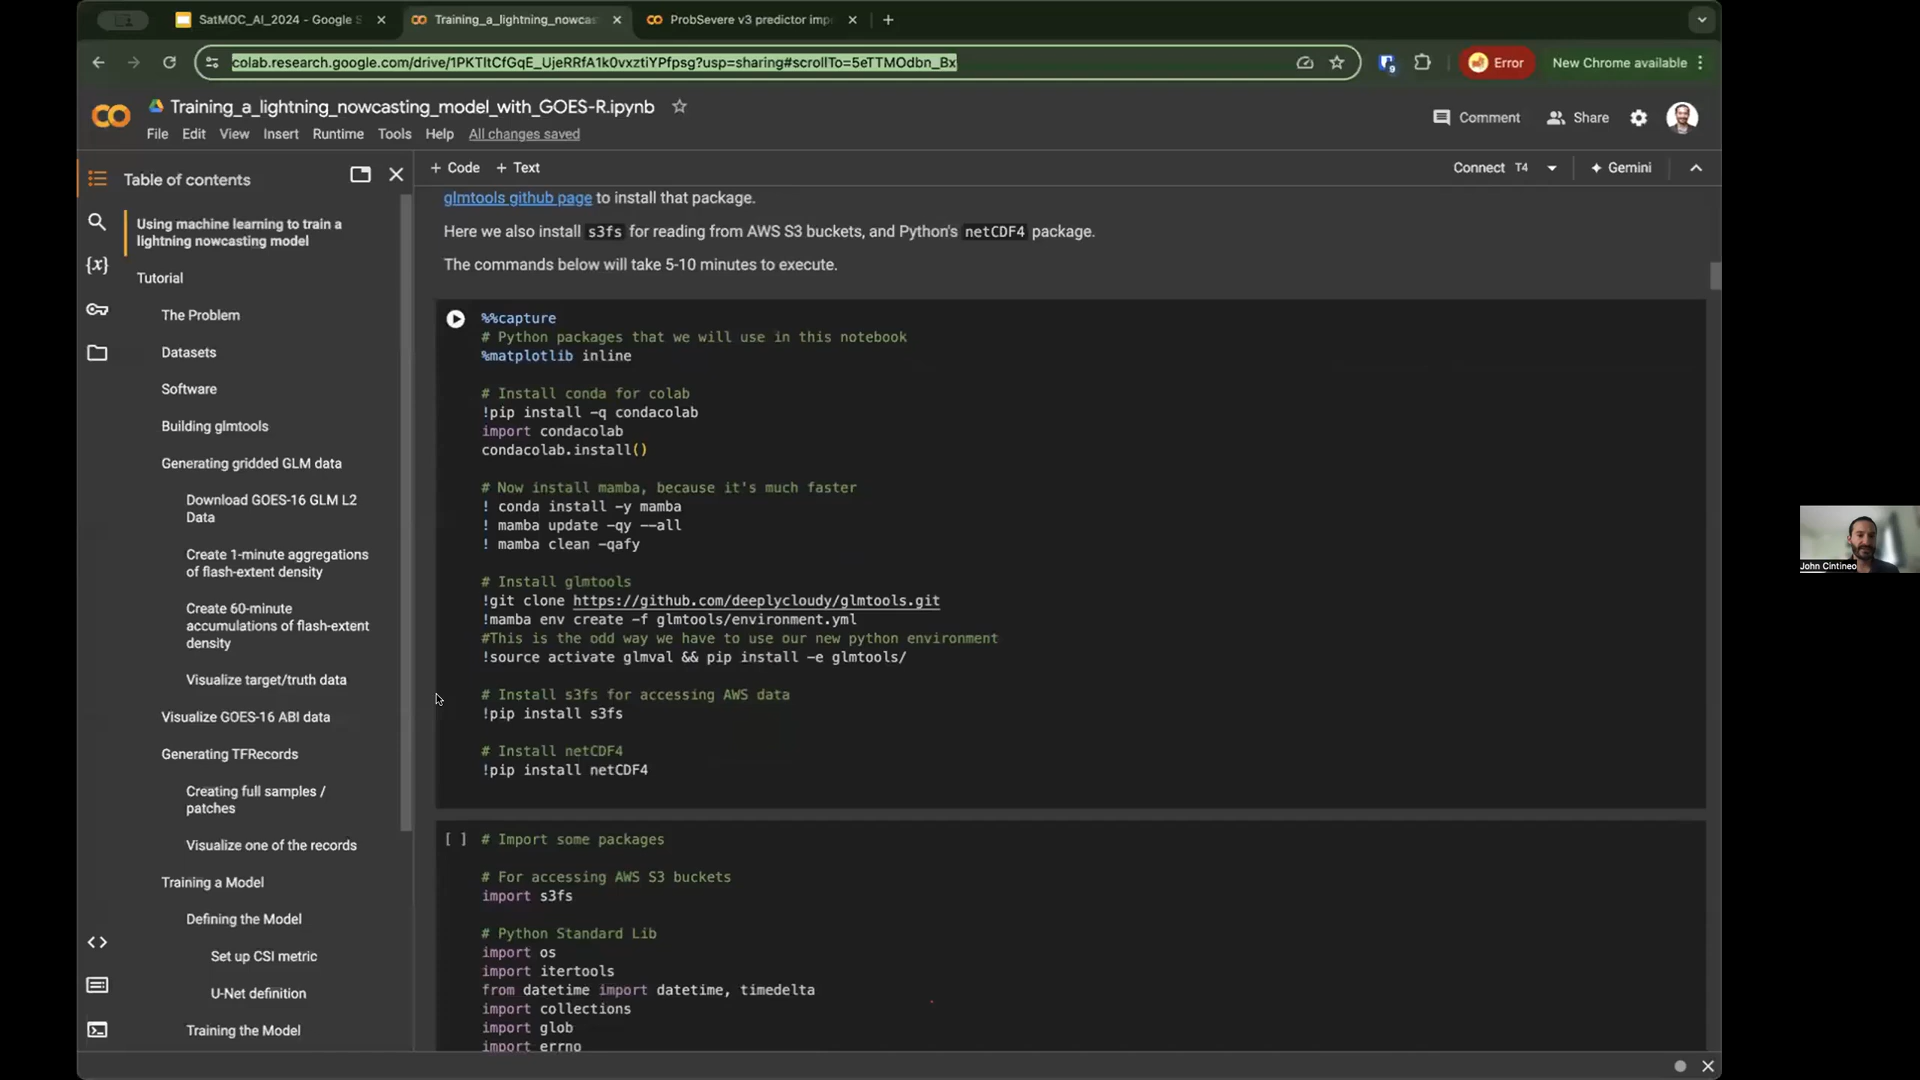 SatMOC_AI_2024 - Google S
Training_a_lightning_nowcas
ProbSevere v3 predictor imp
colab.research.google.com/drive/1PKTItCfGqE_UjeRRfA1k0vxztiYPfpsg?usp=sharing#scrollTo=5eTTMOdbn_Bx
9
Error
New Chrome available
Training_a_lightning_nowcasting_model_with_GOES-R.ipynb
File Edit View Insert Runtime Tools Help All changes saved
Comment
Share
Table of contents
Using machine learning to train a
lightning nowcasting model
Tutorial
The Problem
Datasets
Software
Building glmtools
Generating gridded GLM data
Download GOES-16 GLM L2
Data
Create 1-minute aggregations
of flash-extent density
Create 60-minute
accumulations of flash-extent
density
Visualize target/truth data
Visualize GOES-16 ABI data
Generating TFRecords
Creating full samples /
patches
Visualize one of the records
Training a Model
Defining the Model
Set up CSI metric
U-Net definition
Training the Model
+ Code + Text
Connect T4
Gemini
glmtools github page to install that package.
Here we also install s3fs for reading from AWS S3 buckets, and Python's netCDF4 package.
The commands below will take 5-10 minutes to execute.
%%capture
# Python packages that we will use in this notebook
%matplotlib inline
# Install conda for colab
!pip install -q condacolab
import condacolab
condacolab.install()
# Now install mamba, because it's much faster
! conda install -y mamba
! mamba update -qy --all
! mamba clean -qafy
# Install glmtools
!git clone https://github.com/deeplycloudy/glmtools.git
!mamba env create -f glmtools/environment.yml
#This is the odd way we have to use our new python environment
!source activate glmval && pip install -e glmtools/
# Install s3fs for accessing AWS data
!pip install s3fs
# Install netCDF4
!pip install netCDF4
[ ] # Import some packages
# For accessing AWS S3 buckets
import s3fs
# Python Standard Lib
import os
import itertools
from datetime import datetime, timedelta
import collections
import glob
import errno
John Cintineo